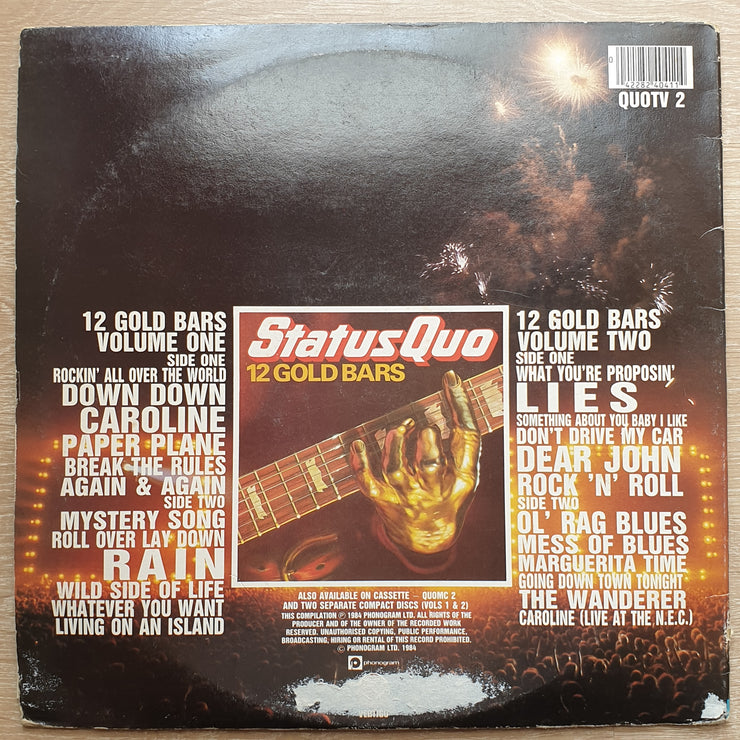 0
42282 40411
QUOTV 2
12 GOLD BARS
VOLUME ONE
SIDE ONE
ROCKIN' ALL OVER THE WORLD
DOWN DOWN
CAROLINE
PAPER PLANE
BREAK THE RULES
AGAIN & AGAIN
SIDE TWO
MYSTERY SONG
ROLL OVER LAY DOWN
RAIN
WILD SIDE OF LIFE
WHATEVER YOU WANT
LIVING ON AN ISLAND
Status Quo
12 GOLD BARS
12 GOLD BARS
VOLUME TWO
SIDE ONE
WHAT YOU'RE PROPOSIN'
LIES
SOMETHING ABOUT YOU BABY I LIKE
DON'T DRIVE MY CAR
DEAR JOHN
ROCK 'N' ROLL
SIDE TWO
OL' RAG BLUES
MESS OF BLUES
MARGUERITA TIME
GOING DOWN TOWN TONIGHT
THE WANDERER
CAROLINE (LIVE AT THE N.E.C.)
ALSO AVAILABLE ON CASSETTE – QUOMC 2
AND TWO SEPARATE COMPACT DISCS (VOLS 1 & 2)
THIS COMPILATION ℗ 1984 PHONOGRAM LTD. ALL RIGHTS OF THE
PRODUCER AND OF THE OWNER OF THE RECORDED WORK
RESERVED. UNAUTHORISED COPTING, PUBLIC PERFORMANCE,
BROADCASTING, HIRING OR RENTAL OF THIS RECORD PROHIBITED.
© PHONOGRAM LTD. 1984
phonogram